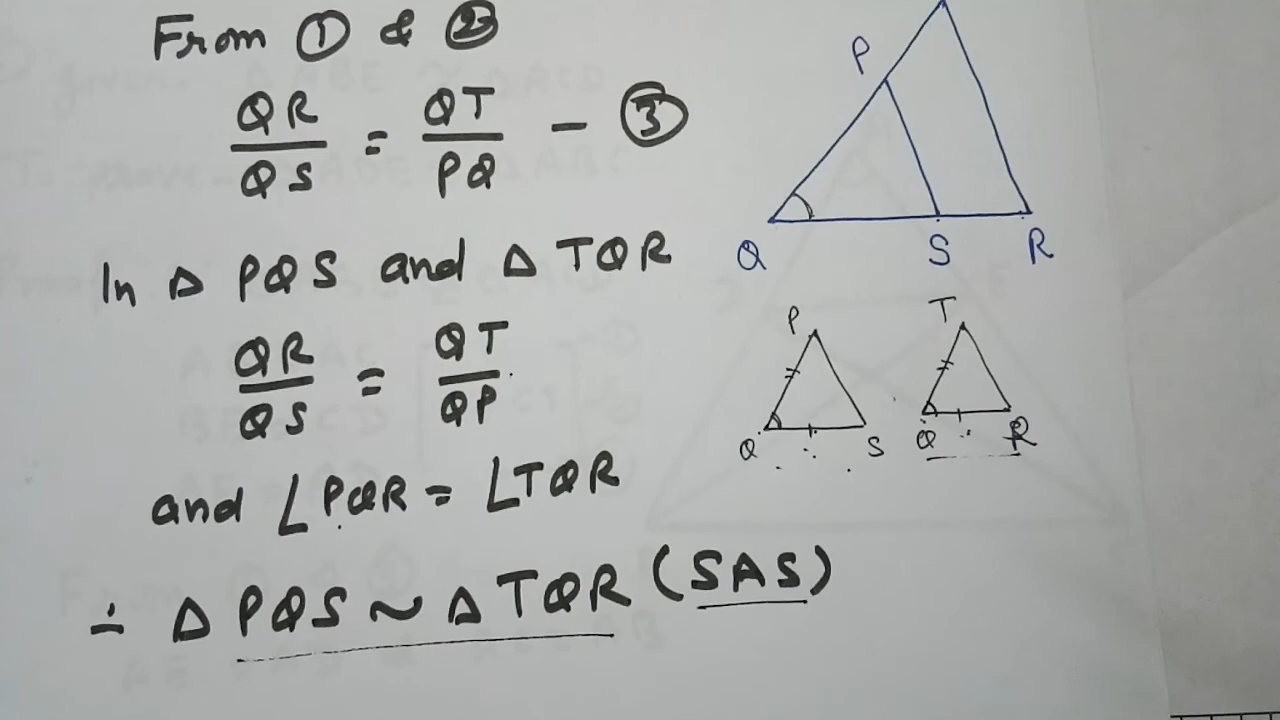 From ① & ②
QR/QS = QT/PQ - ③
In Δ PQS and Δ TQR
QR/QS = QT/QP
and ∠PQR = ∠TQR
∴ Δ PQS ~ Δ TQR (SAS)
P
Q S R
P T
Q S Q R